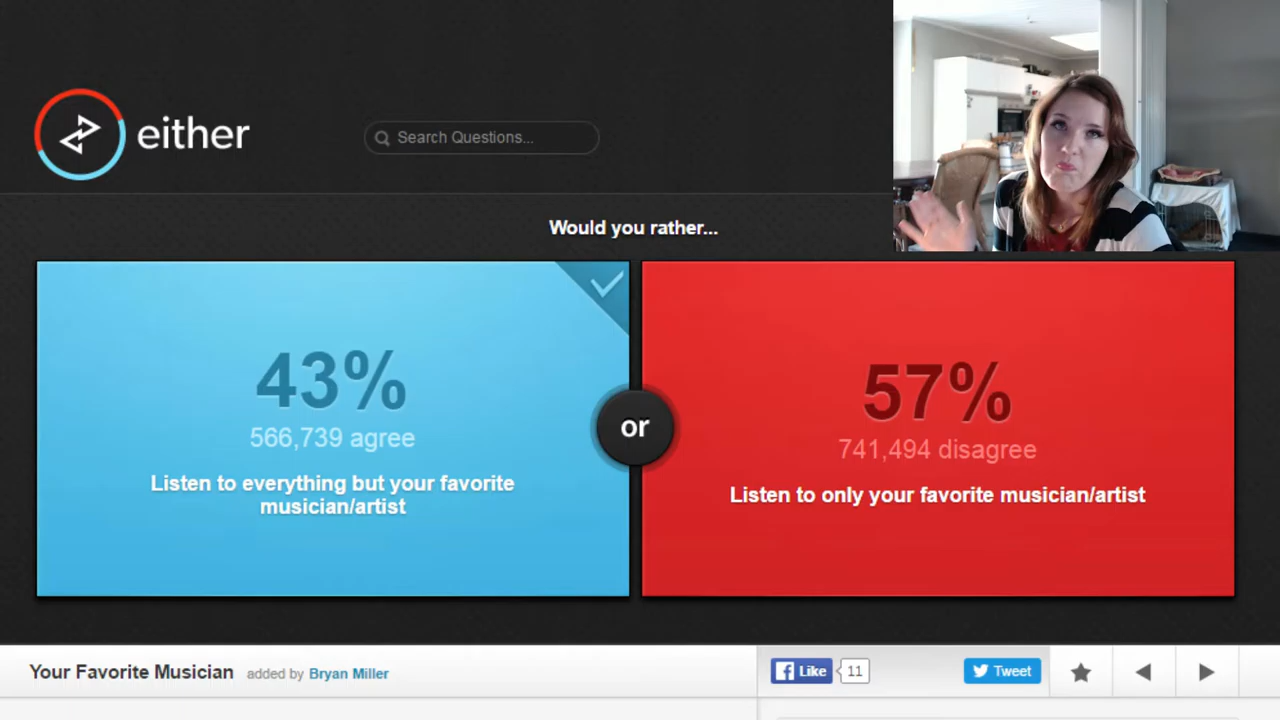 either
Search Questions...
Would you rather...
43%
566,739 agree
Listen to everything but your favorite
musician/artist
or
57%
741,494 disagree
Listen to only your favorite musician/artist
Your Favorite Musician added by Bryan Miller
Like 11
Tweet